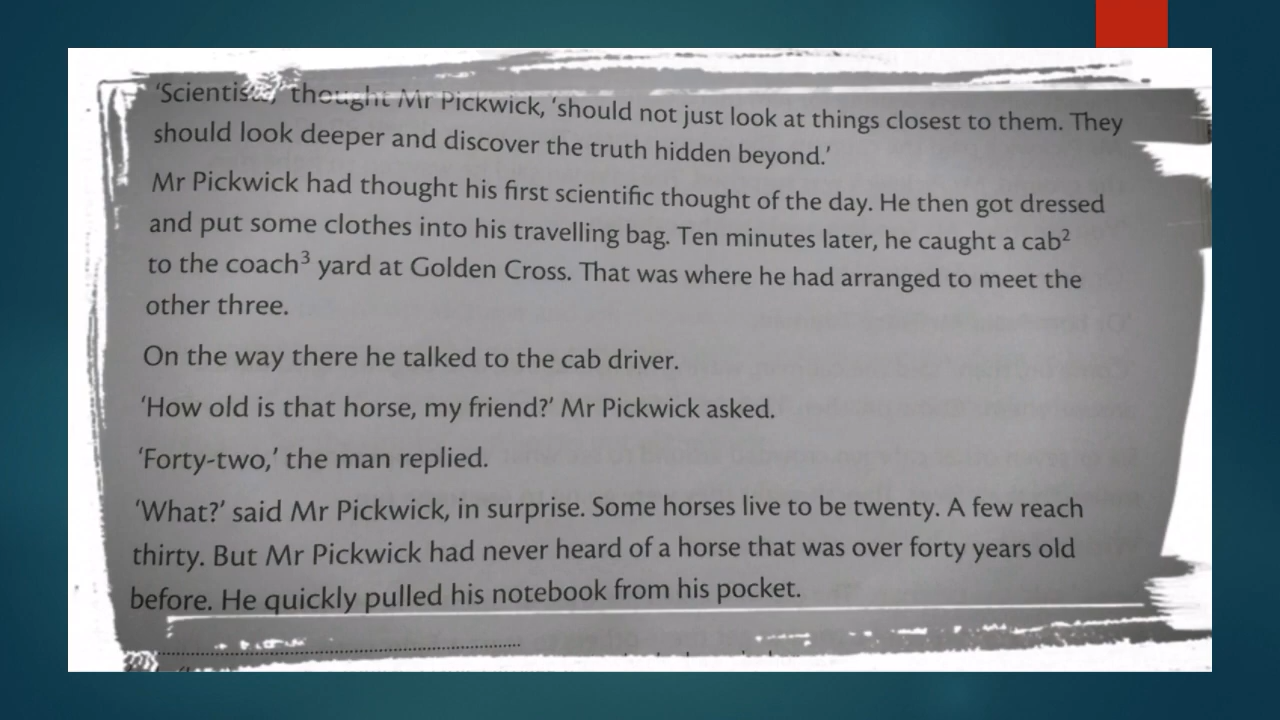 ‘Scientists,’ thought Mr Pickwick, ‘should not just look at things closest to them. They
should look deeper and discover the truth hidden beyond.’
Mr Pickwick had thought his first scientific thought of the day. He then got dressed
and put some clothes into his travelling bag. Ten minutes later, he caught a cab²
to the coach³ yard at Golden Cross. That was where he had arranged to meet the
other three.
On the way there he talked to the cab driver.
‘How old is that horse, my friend?’ Mr Pickwick asked.
‘Forty-two,’ the man replied.
‘What?’ said Mr Pickwick, in surprise. Some horses live to be twenty. A few reach
thirty. But Mr Pickwick had never heard of a horse that was over forty years old
before. He quickly pulled his notebook from his pocket.